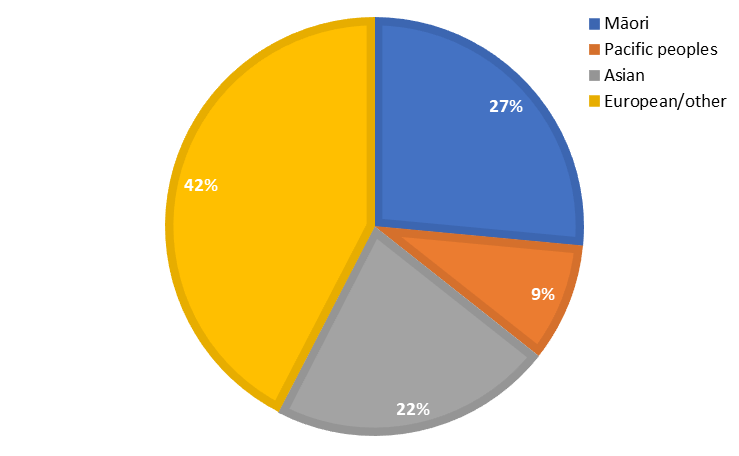 Māori
Pacific peoples
Asian
European/other
27%
42%
9%
22%